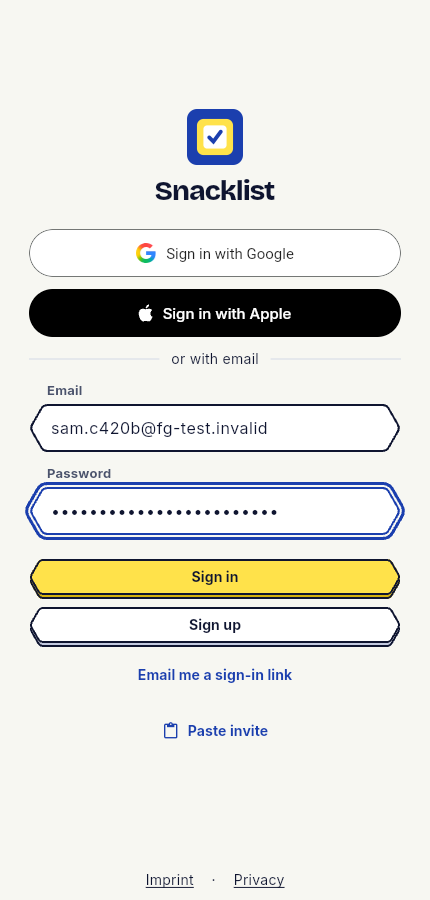 Snacklist
Sign in with Google
Sign in with Apple
or with email
Email
sam.c420b@fg-test.invalid
Password
••••••••••••••••••••••••
Sign in
Sign up
Email me a sign-in link
Paste invite
Imprint · Privacy